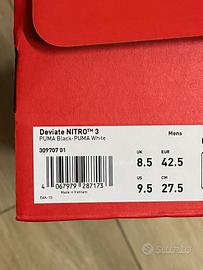 Deviate NITRO™ 3
PUMA Black-PUMA White
Mens
309707 01
UK
EUR
8.5
42.5
US
CM
9.5
27.5
4 067979 287173
EAN-13
Made in Vietnam
subito